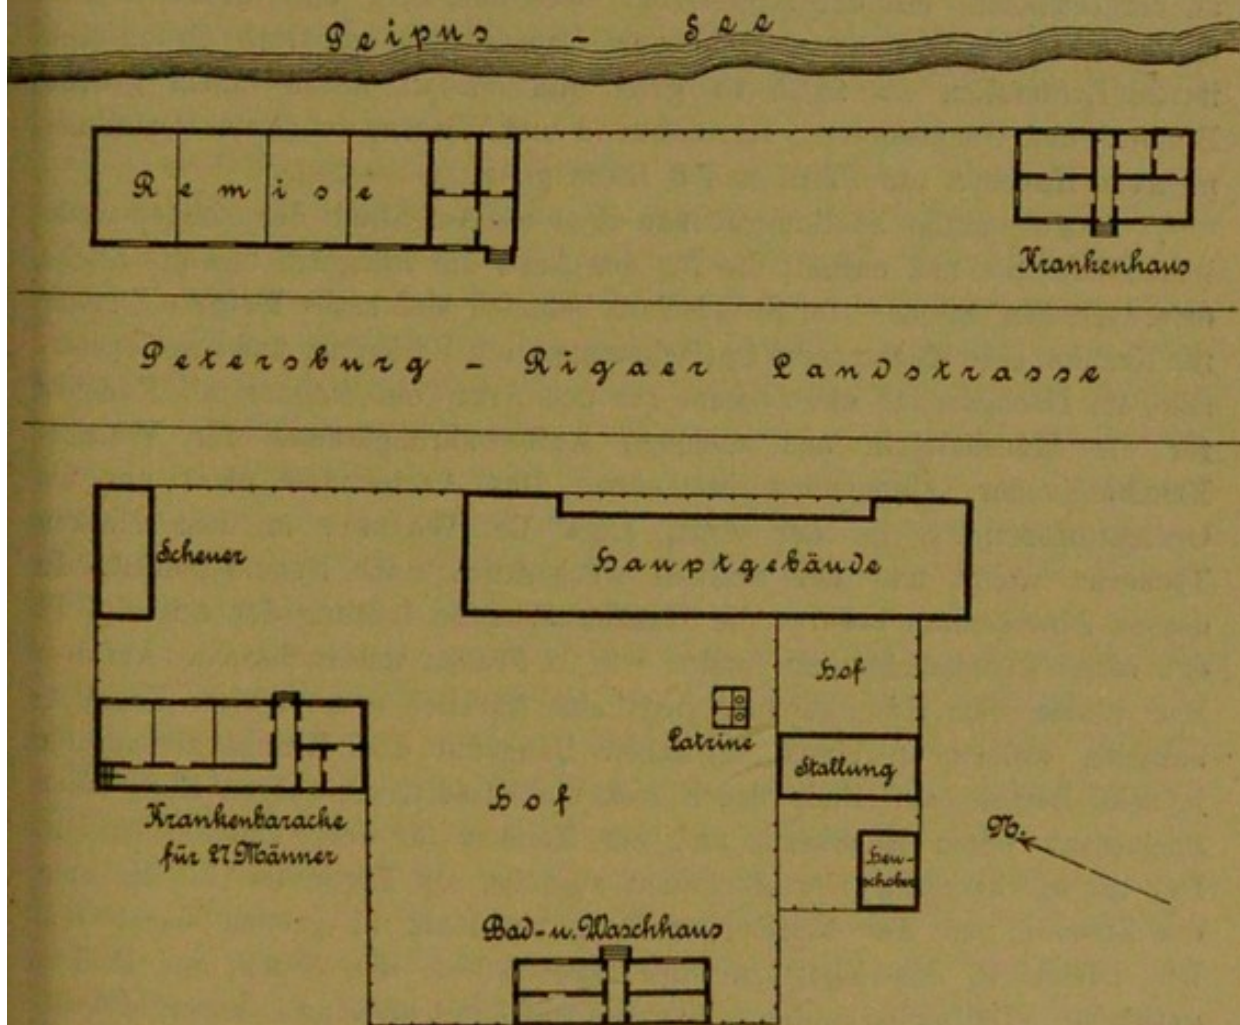 Peipus - See
Remise
Krankenhaus
Petersburg - Rigaer Landstrasse
Scheuer
Hauptgebäude
Hof
Latrine
Stallung
Hof
Krankenbarache
für 27 Männer
N.
Heu-
schober
Bad- u. Waschhaus